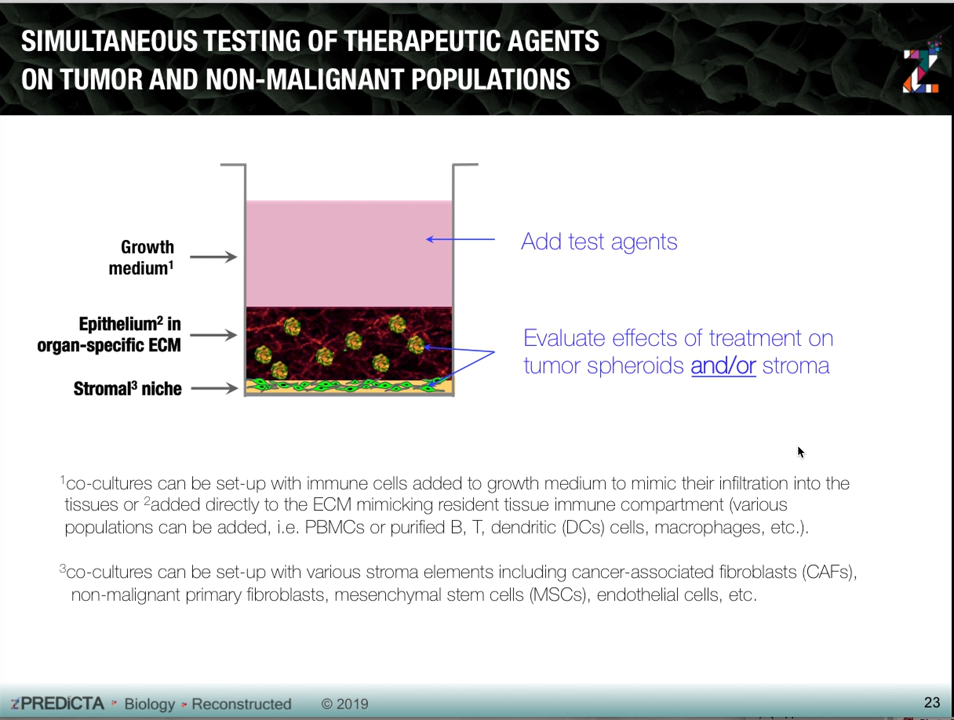 SIMULTANEOUS TESTING OF THERAPEUTIC AGENTS
ON TUMOR AND NON-MALIGNANT POPULATIONS
Growth
medium¹
Add test agents
Epithelium² in
organ-specific ECM
Evaluate effects of treatment on
tumor spheroids and/or stroma
Stromal³ niche
¹co-cultures can be set-up with immune cells added to growth medium to mimic their infiltration into the
tissues or ²added directly to the ECM mimicking resident tissue immune compartment (various
populations can be added, i.e. PBMCs or purified B, T, dendritic (DCs) cells, macrophages, etc.).
³co-cultures can be set-up with various stroma elements including cancer-associated fibroblasts (CAFs),
non-malignant primary fibroblasts, mesenchymal stem cells (MSCs), endothelial cells, etc.
zPREDiCTA Biology Reconstructed © 2019
23